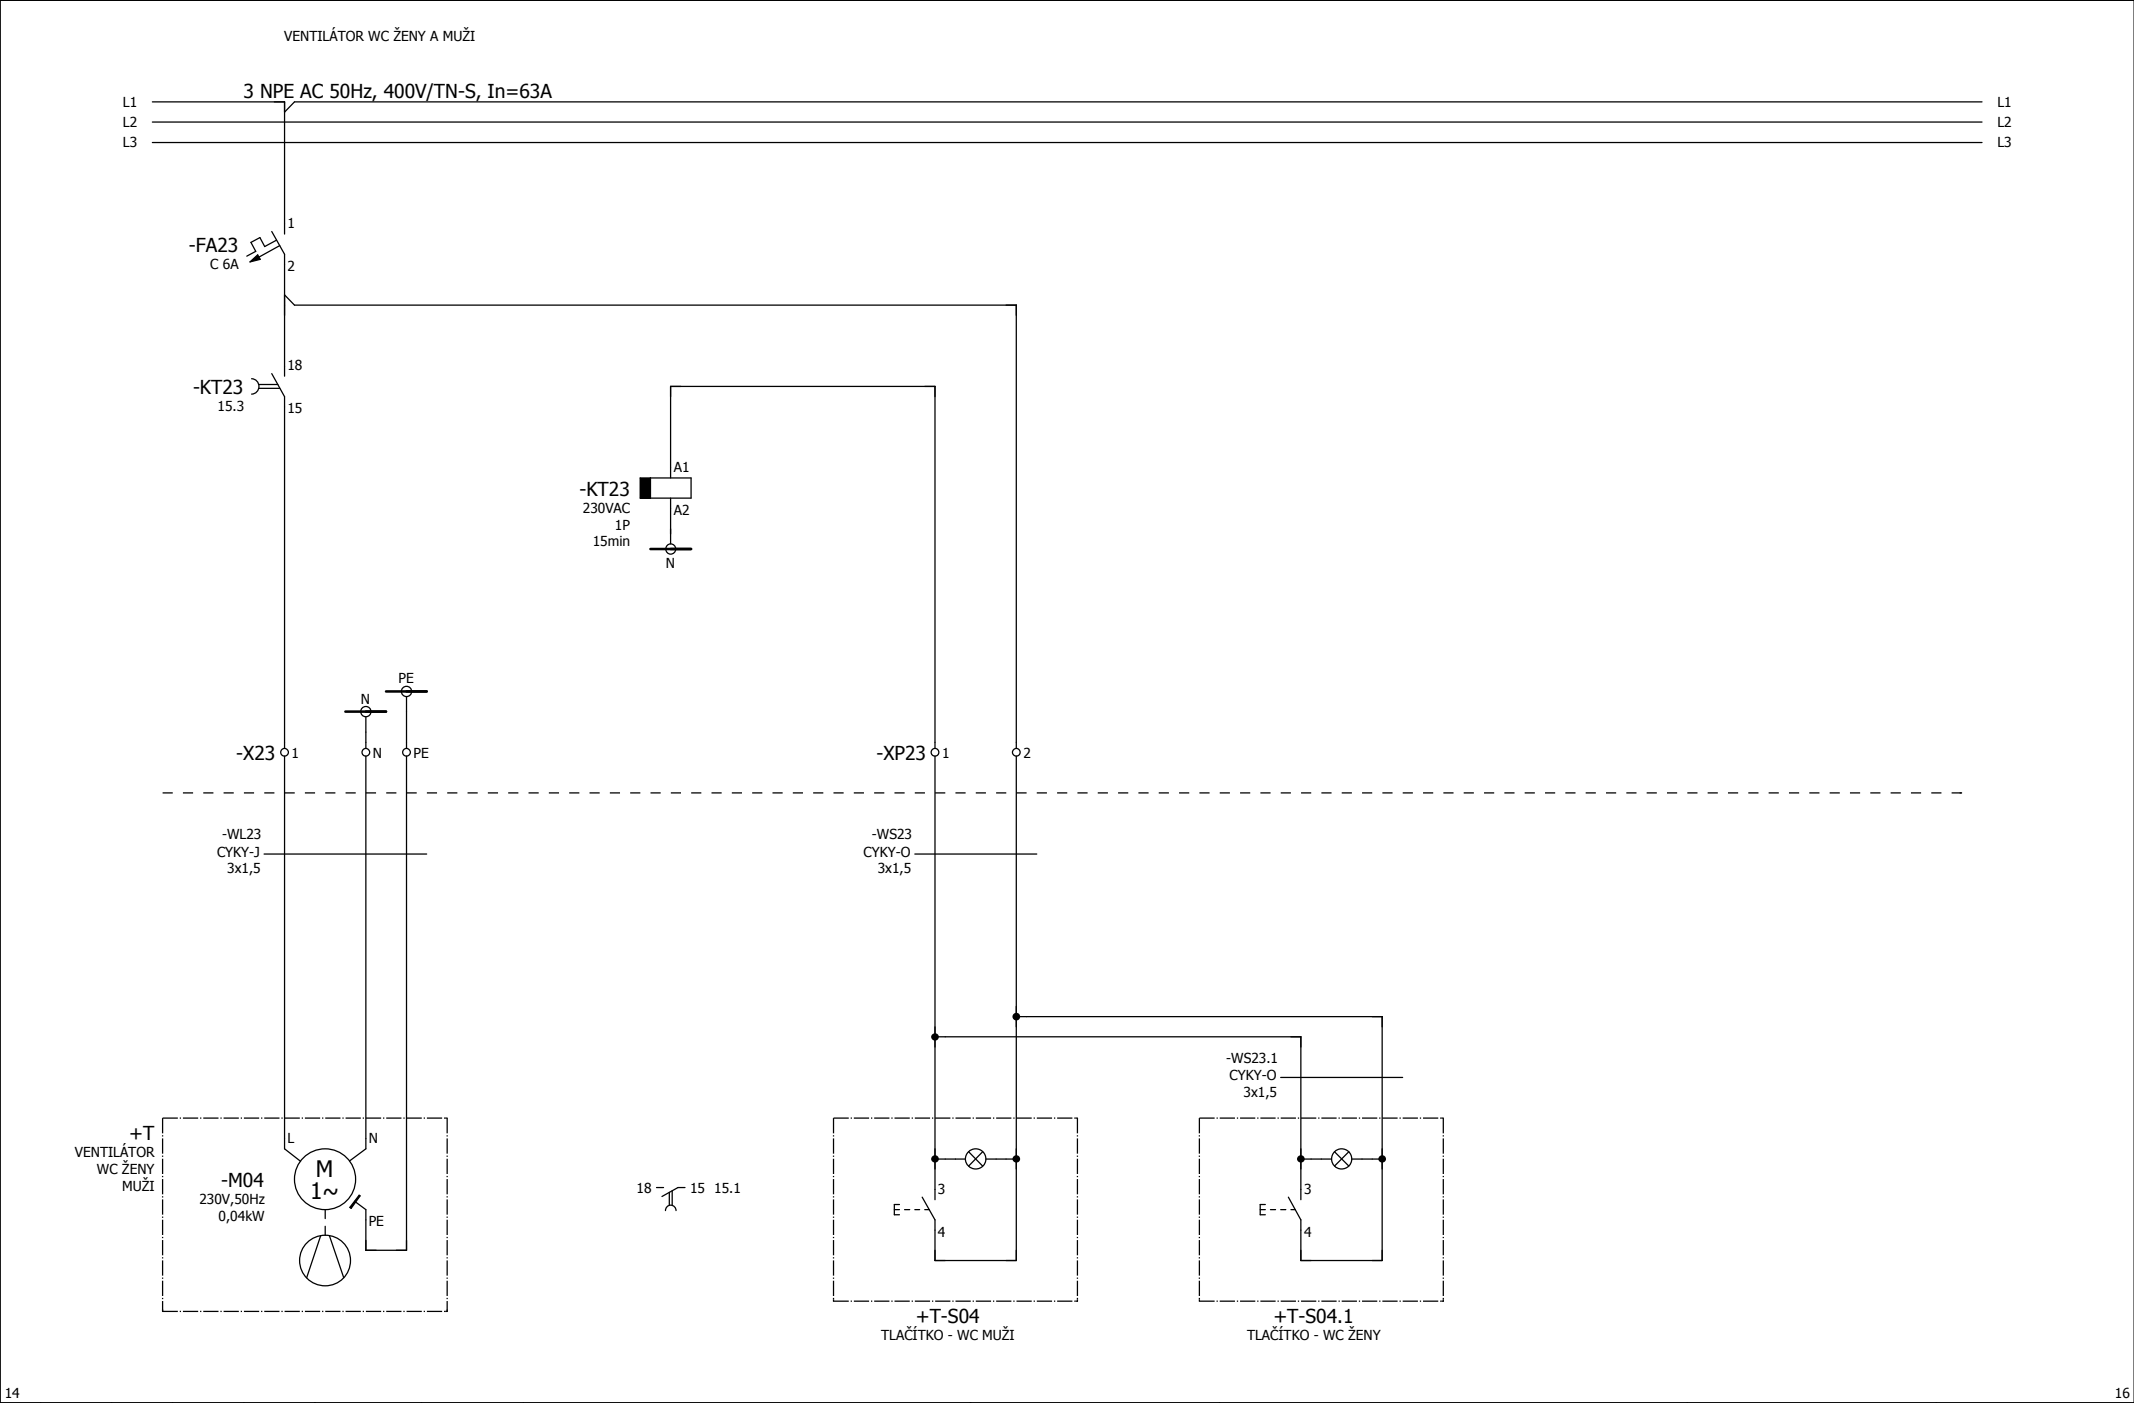 VENTILÁTOR WC ŽENY A MUŽI
3 NPE AC 50Hz, 400V/TN-S, In=63A
L1
L1
L2
L2
L3
L3
1
-FA23
C 6A
2
18
-KT23
15.3
15
A1
-KT23
230VAC
A2
1P
15min
N
PE
N
-X23
1
N
PE
-XP23
1
2
-WL23
CYKY-J
3x1,5
-WS23
CYKY-O
3x1,5
-WS23.1
CYKY-O
3x1,5
+T
VENTILÁTOR
WC ŽENY
MUŽI
L
N
M
1~
-M04
230V,50Hz
0,04kW
PE
18
15
15.1
3
E
4
3
E
4
+T-S04
TLAČÍTKO - WC MUŽI
+T-S04.1
TLAČÍTKO - WC ŽENY
14
16